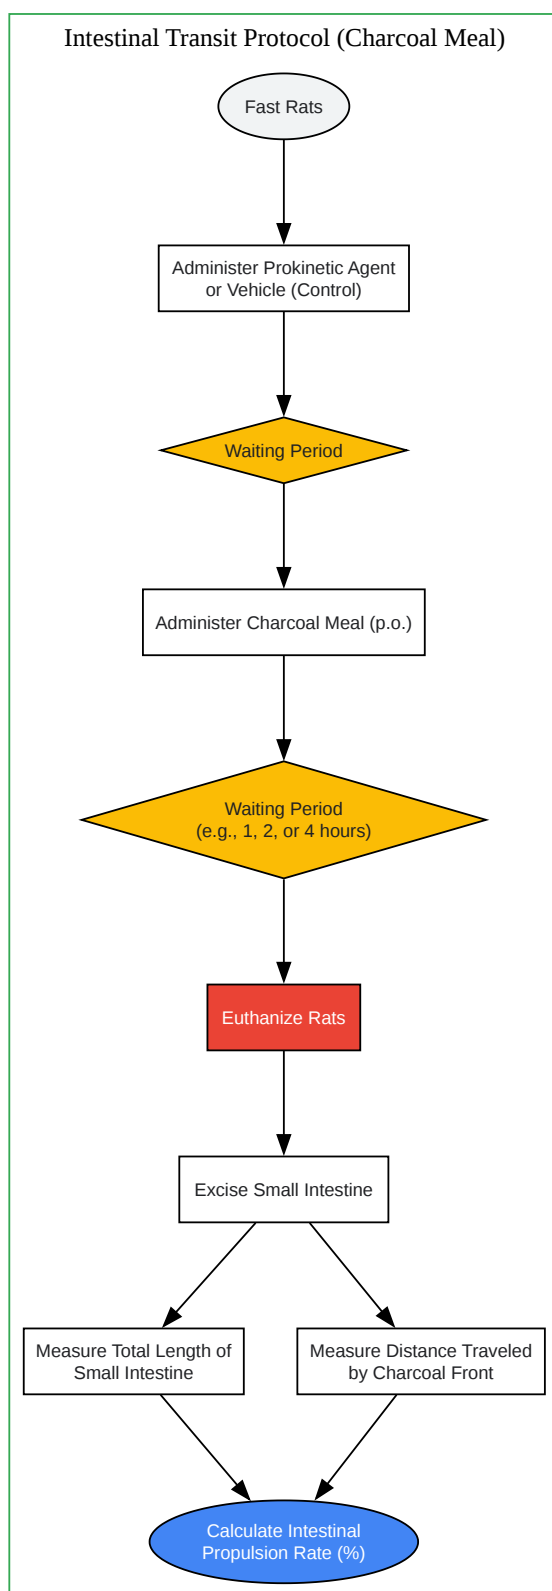 Intestinal Transit Protocol (Charcoal Meal)
Fast Rats
Administer Prokinetic Agent
or Vehicle (Control)
Waiting Period
Administer Charcoal Meal (p.o.)
Waiting Period
(e.g., 1, 2, or 4 hours)
Euthanize Rats
Excise Small Intestine
Measure Total Length of
Small Intestine
Measure Distance Traveled
by Charcoal Front
Calculate Intestinal
Propulsion Rate (%)